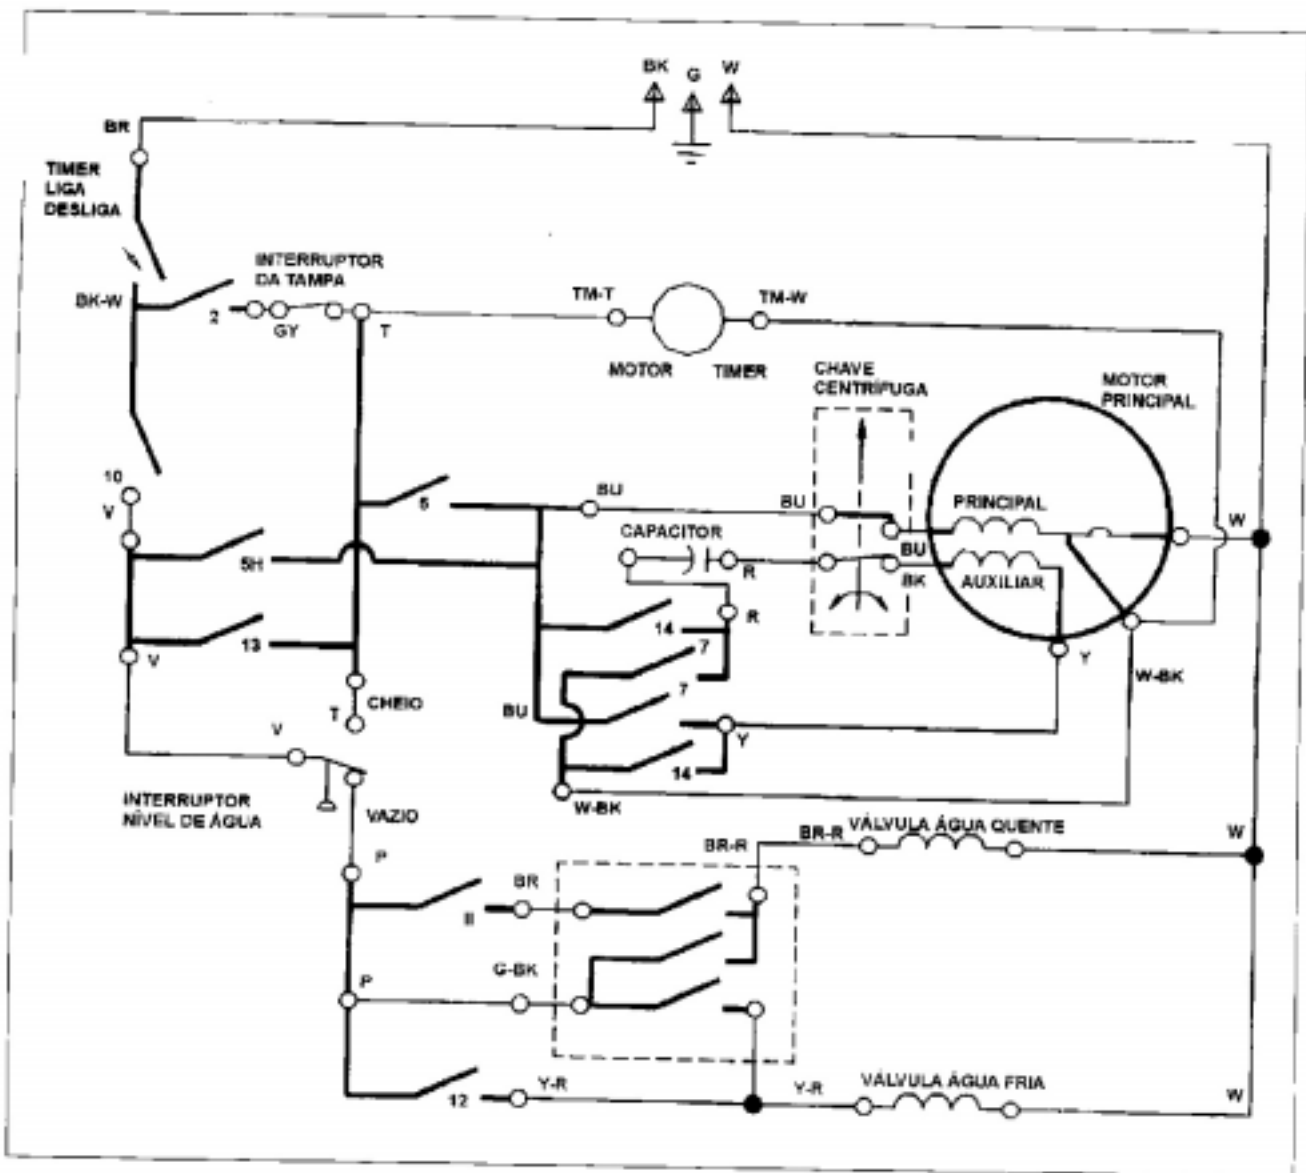 BK G W
BR
TIMER
LIGA
DESLIGA
INTERRUPTOR
DA TAMPA
BK-W
2
GY
T
TM-T
TM-W
MOTOR TIMER
CHAVE
CENTRÍFUGA
MOTOR
PRINCIPAL
10
V
5
BU
BU
PRINCIPAL
W
CAPACITOR
5H
R
BU
BK
AUXILIAR
14
R
13
7
V
7
Y
W-BK
CHEIO
T
BU
Y
V
14
W-BK
INTERRUPTOR
NÍVEL DE ÁGUA
VAZIO
BR-R
BR-R
VÁLVULA ÁGUA QUENTE
W
P
BR
II
G-BK
P
12
Y-R
Y-R
VÁLVULA ÁGUA FRIA
W